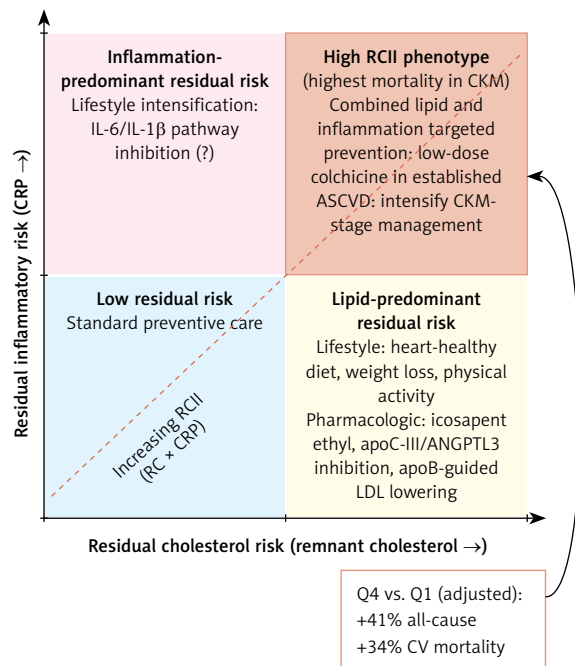 Residual inflammatory risk (CRP →)
Inflammation-
predominant residual risk
Lifestyle intensification:
IL-6/IL-1β pathway
inhibition (?)
High RCII phenotype
(highest mortality in CKM)
Combined lipid and
inflammation targeted
prevention: low-dose
colchicine in established
ASCVD: intensify CKM-
stage management
Low residual risk
Standard preventive care
Increasing RCII
(RC × CRP)
Lipid-predominant
residual risk
Lifestyle: heart-healthy
diet, weight loss, physical
activity
Pharmacologic: icosapent
ethyl, apoC-III/ANGPTL3
inhibition, apoB-guided
LDL lowering
Residual cholesterol risk (remnant cholesterol →)
Q4 vs. Q1 (adjusted):
+41% all-cause
+34% CV mortality